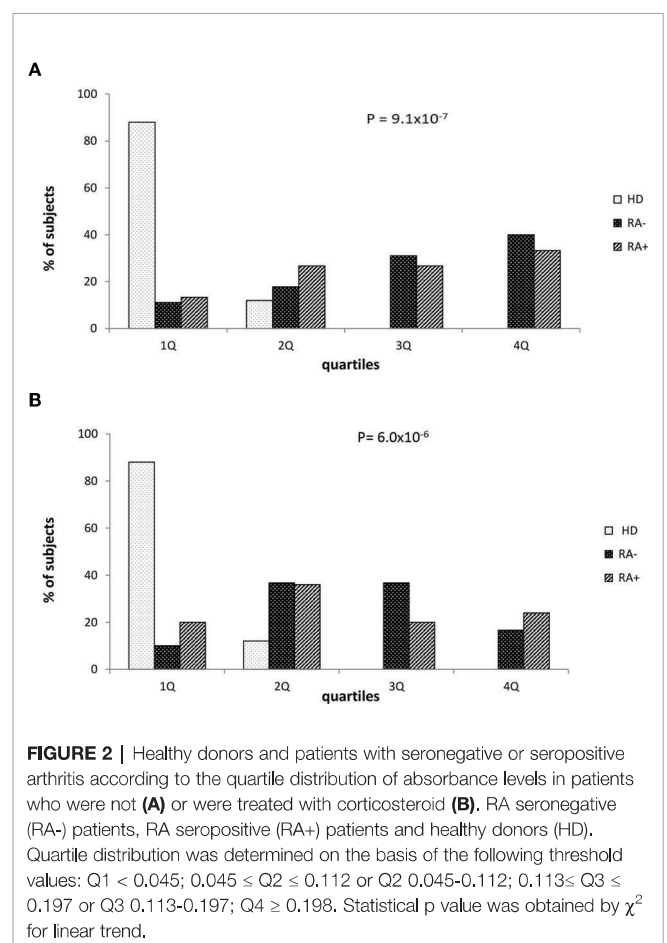 A
P = 9.1x10⁻⁷
100
80
60
40
20
0
% of subjects
HD
RA-
RA+
1Q 2Q 3Q 4Q
quartiles
B
P= 6.0x10⁻⁶
100
80
60
40
20
0
% of subjects
HD
RA-
RA+
1Q 2Q 3Q 4Q
quartiles
FIGURE 2 | Healthy donors and patients with seronegative or seropositive
arthritis according to the quartile distribution of absorbance levels in patients
who were not (A) or were treated with corticosteroid (B). RA seronegative
(RA-) patients, RA seropositive (RA+) patients and healthy donors (HD).
Quartile distribution was determined on the basis of the following threshold
values: Q1 < 0.045; 0.045 ≤ Q2 ≤ 0.112 or Q2 0.045-0.112; 0.113≤ Q3 ≤
0.197 or Q3 0.113-0.197; Q4 ≥ 0.198. Statistical p value was obtained by χ²
for linear trend.